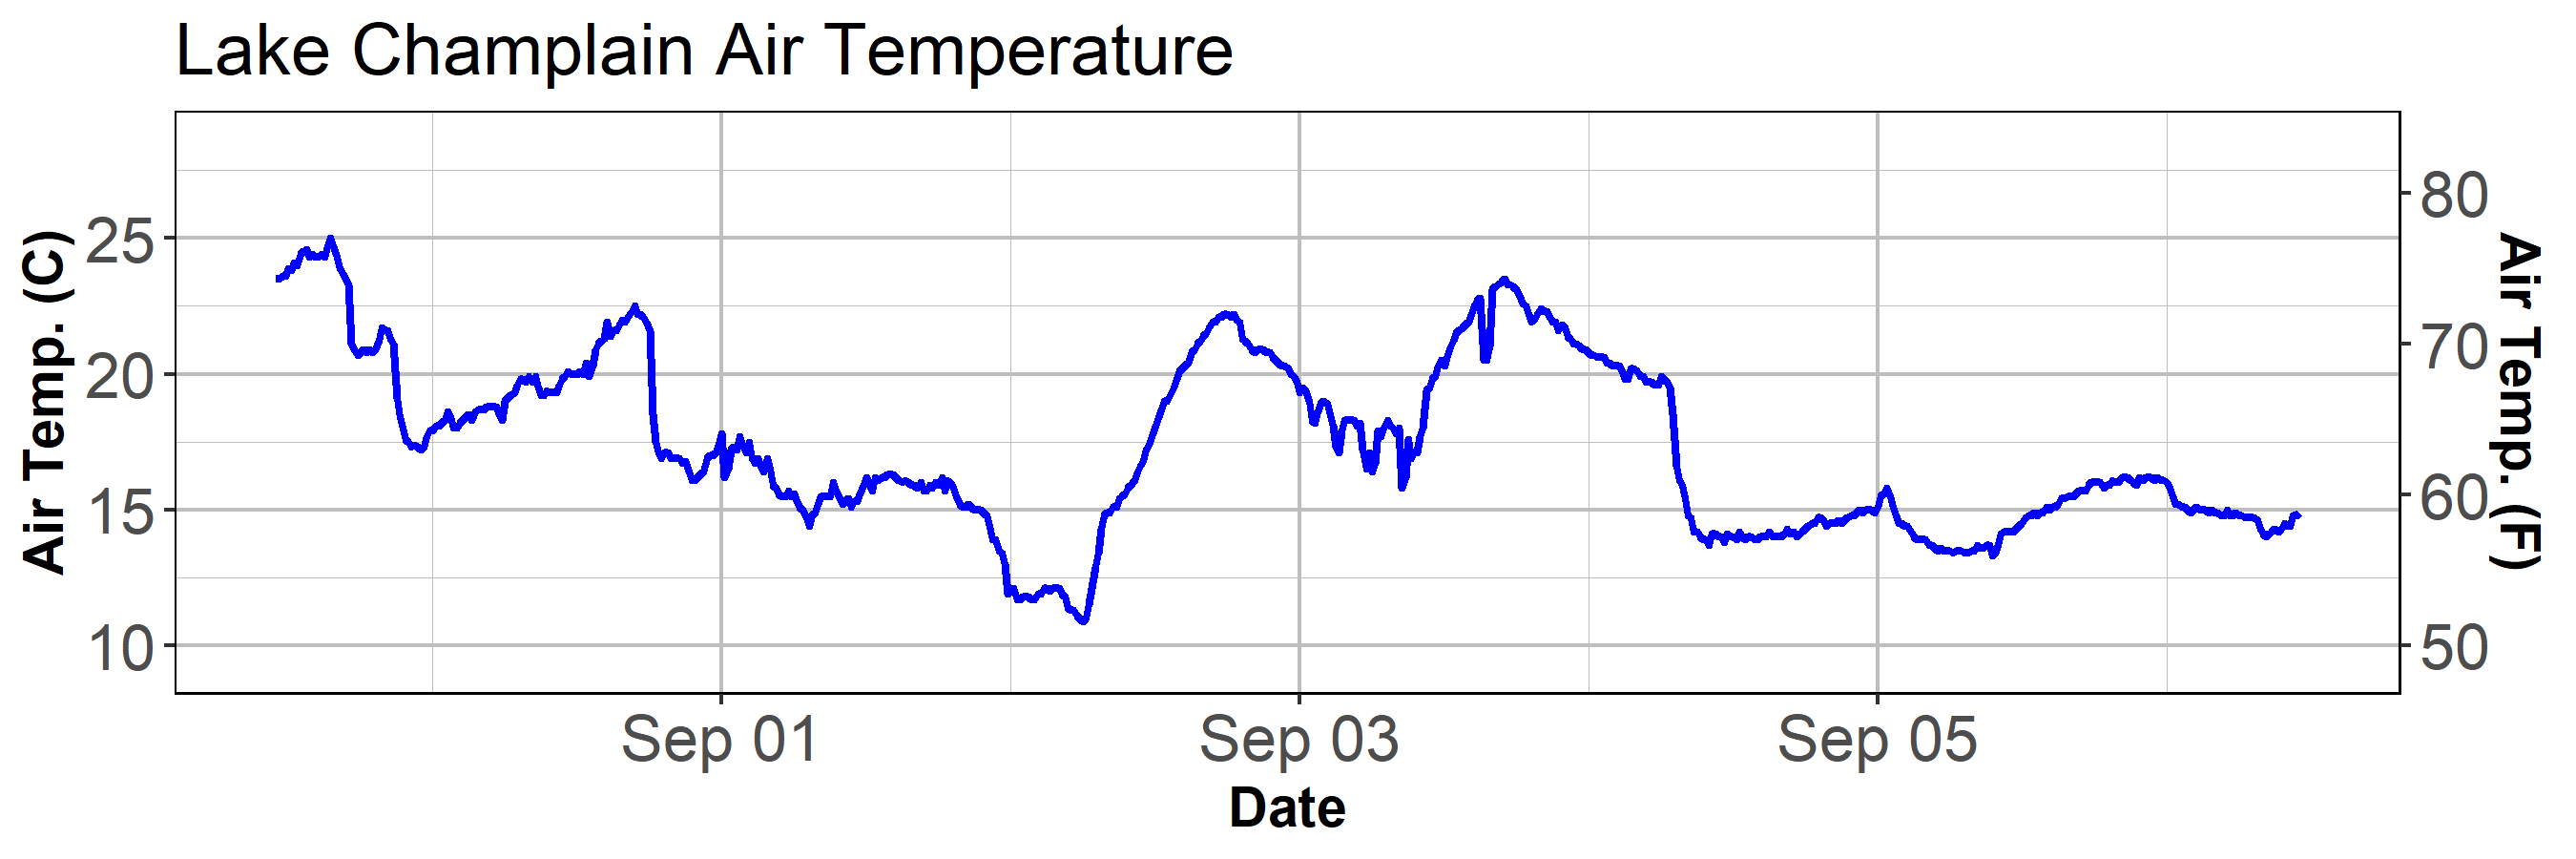 Lake Champlain Air Temperature
Air Temp. (C)
25
20
15
10
80
70
60
50
Air Temp. (F)
Sep 01
Sep 03
Sep 05
Date